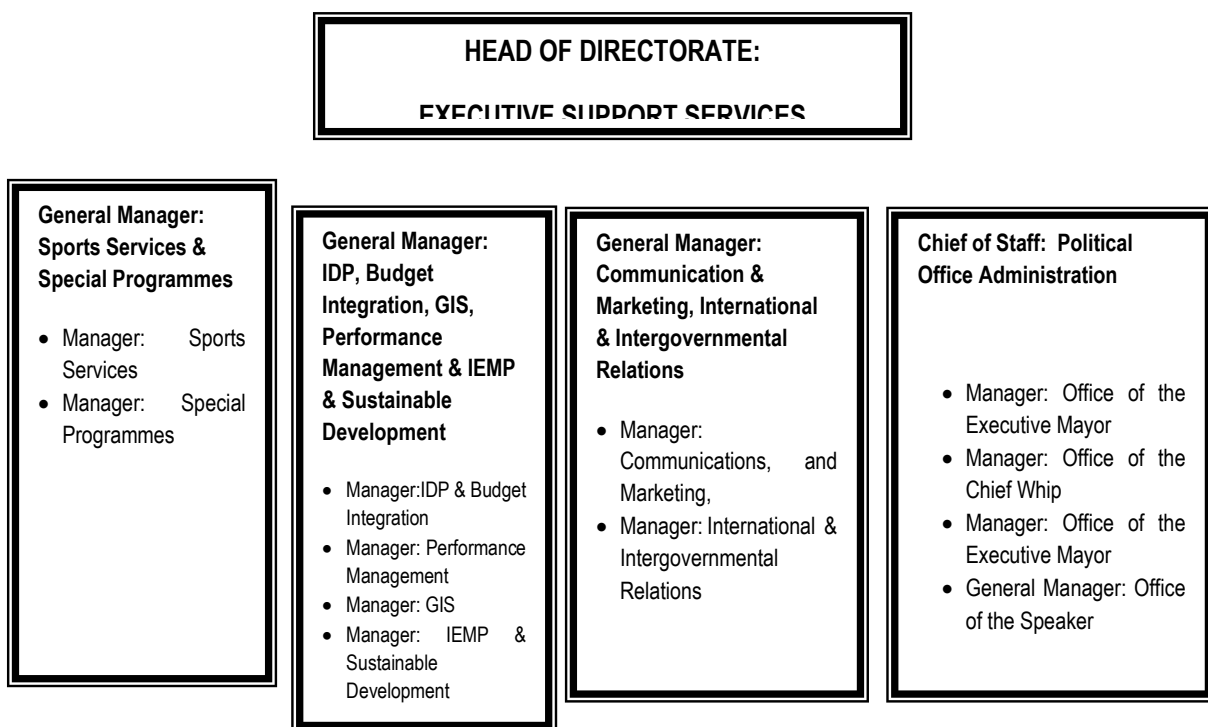 HEAD OF DIRECTORATE:
EXECUTIVE SUPPORT SERVICES
General Manager:
Sports Services &
Special Programmes
• Manager: Sports
Services
• Manager: Special
Programmes
General Manager:
IDP, Budget
Integration, GIS,
Performance
Management & IEMP
& Sustainable
Development
• Manager:IDP & Budget
Integration
• Manager: Performance
Management
• Manager: GIS
• Manager: IEMP &
Sustainable
Development
General Manager:
Communication &
Marketing, International
& Intergovernmental
Relations
• Manager:
Communications, and
Marketing,
• Manager: International &
Intergovernmental
Relations
Chief of Staff: Political
Office Administration
• Manager: Office of the
Executive Mayor
• Manager: Office of the
Chief Whip
• Manager: Office of the
Executive Mayor
• General Manager: Office
of the Speaker